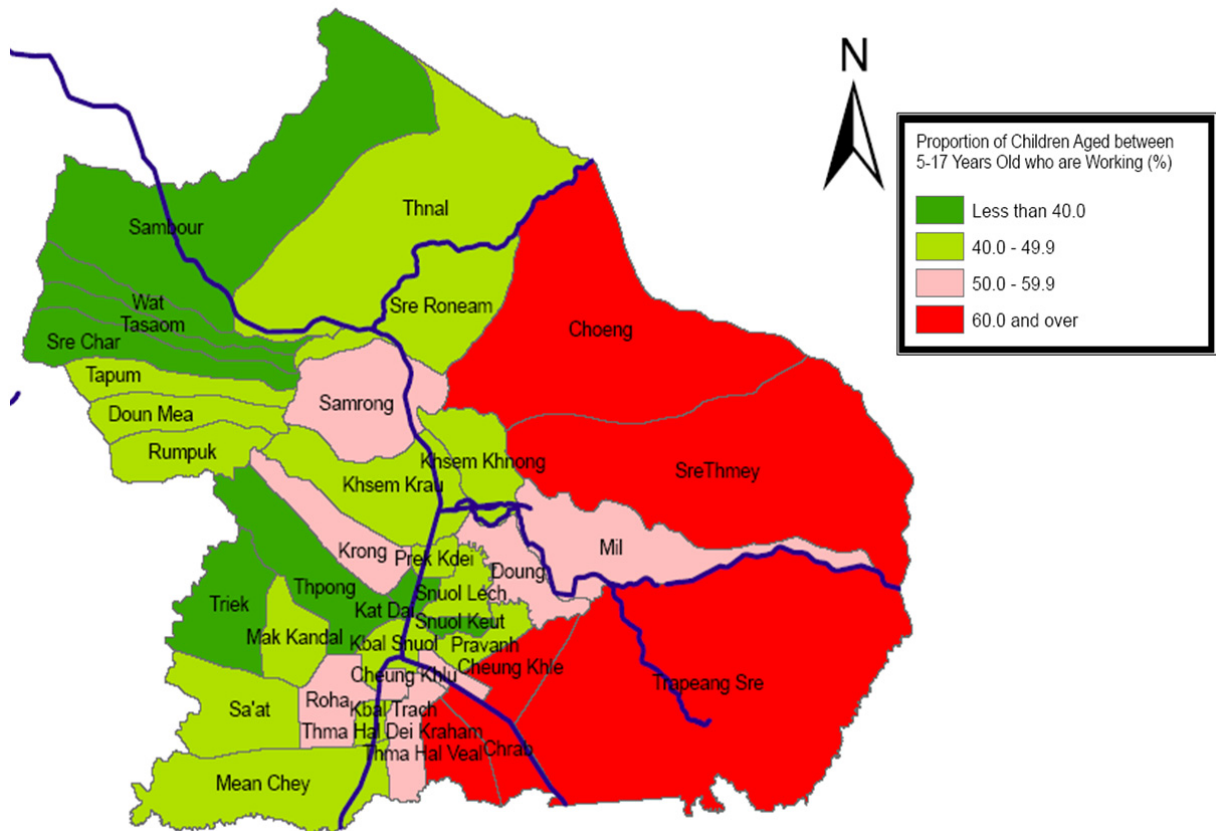 N
Proportion of Children Aged between
5-17 Years Old who are Working (%)
Less than 40.0
40.0 - 49.9
50.0 - 59.9
60.0 and over
Thnal
Sambour
Wat
Tasaom
Sre Char
Sre Roneam
Choeng
Tapum
Samrong
Doun Mea
Rumpuk
Khsem Khnong
SreThmey
Khsem Krau
Krong
Mil
Prek Kdei
Doung
Thpong
Snuol Lech
Triek
Kat Dai
Snuol Keut
Mak Kandal
Kbal Snuol
Pravanh
Cheung Khle
Cheung Khlu
Trapeang Sre
Roha
Sa'at
Kbal Trach
Thma Hal Dei Kraham
Thma Hal Veal
Chrab
Mean Chey